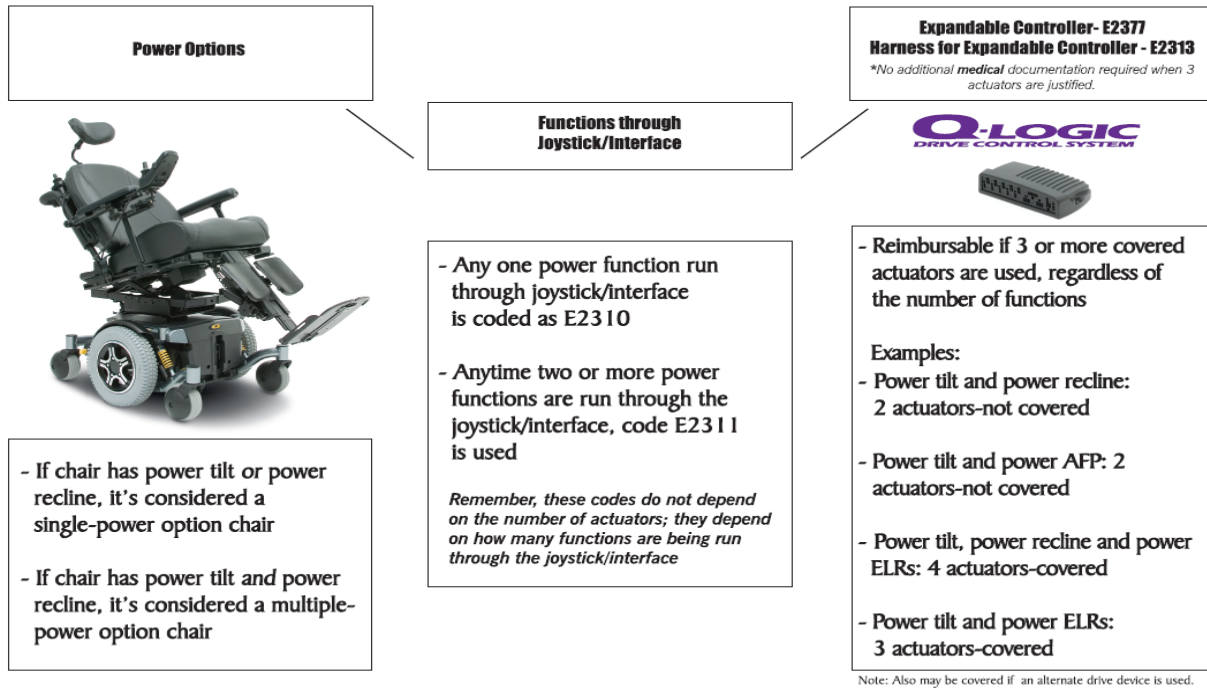 Power Options
- If chair has power tilt or power
recline, it's considered a
single-power option chair
- If chair has power tilt and power
recline, it's considered a multiple-
power option chair
Functions through
Joystick/Interface
- Any one power function run
through joystick/interface
is coded as E2310
- Anytime two or more power
functions are run through the
joystick/interface, code E2311
is used
Remember, these codes do not depend
on the number of actuators; they depend
on how many functions are being run
through the joystick/interface
Expandable Controller- E2377
Harness for Expandable Controller - E2313
*No additional medical documentation required when 3
actuators are justified.
Q-LOGIC
DRIVE CONTROL SYSTEM
- Reimbursable if 3 or more covered
actuators are used, regardless of
the number of functions
Examples:
- Power tilt and power recline:
2 actuators-not covered
- Power tilt and power AFP: 2
actuators-not covered
- Power tilt, power recline and power
ELRs: 4 actuators-covered
- Power tilt and power ELRs:
3 actuators-covered
Note: Also may be covered if an alternate drive device is used.